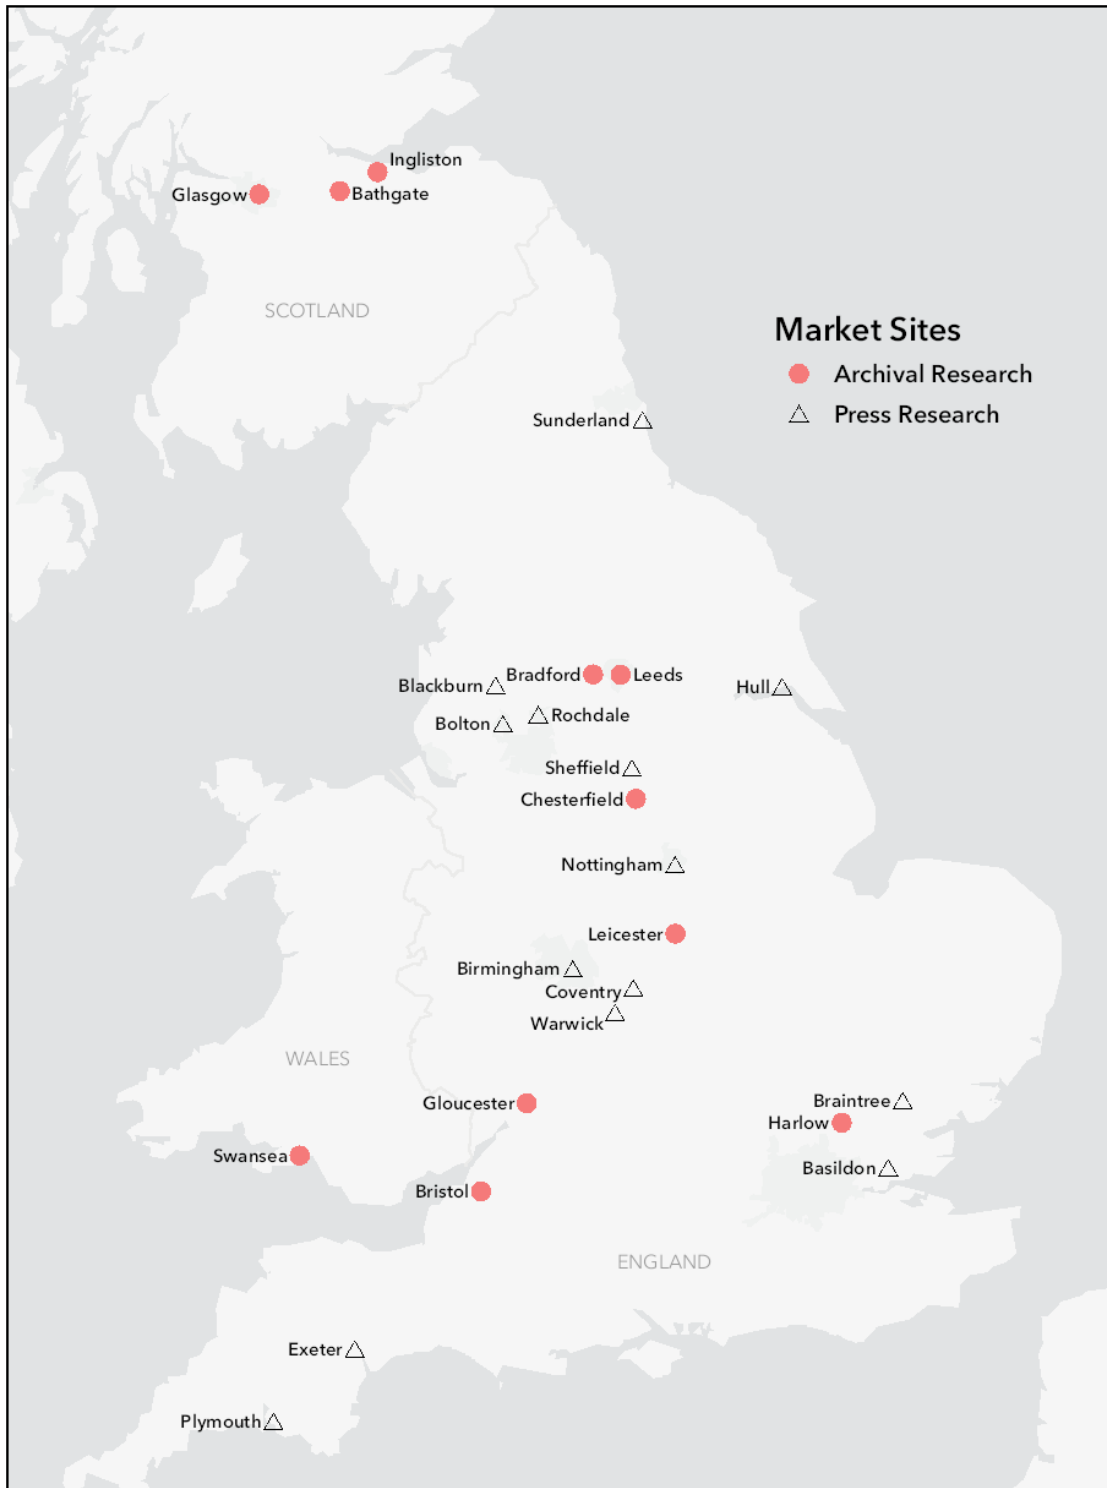 Ingliston
Glasgow
Bathgate
SCOTLAND
Market Sites
Archival Research
Press Research
Sunderland
Bradford
Leeds
Blackburn
Hull
Rochdale
Bolton
Sheffield
Chesterfield
Nottingham
Leicester
Birmingham
Coventry
Warwick
WALES
Braintree
Gloucester
Harlow
Swansea
Basildon
Bristol
ENGLAND
Exeter
Plymouth